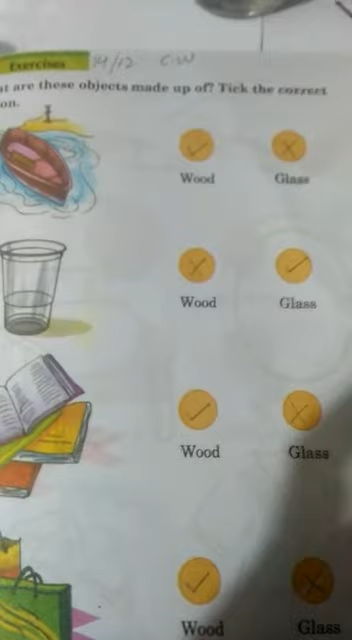 Exercises 14/12 C.W
at are these objects made up of? Tick the correct
on.
Wood Glass
Wood Glass
Wood Glass
Wood Glass